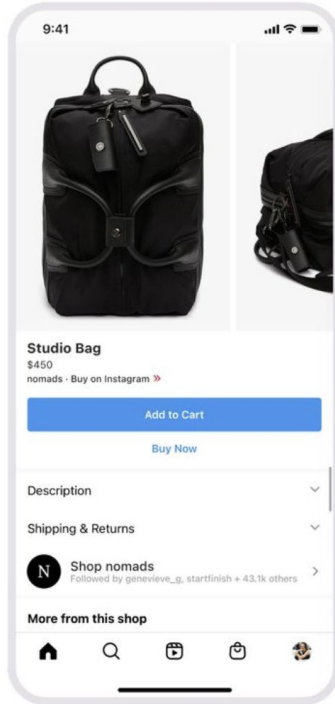 9:41
Studio Bag
$450
nomads · Buy on Instagram »
Add to Cart
Buy Now
Description
Shipping & Returns
N
Shop nomads
Followed by genevieve_g, startfinish + 43.1k others
More from this shop